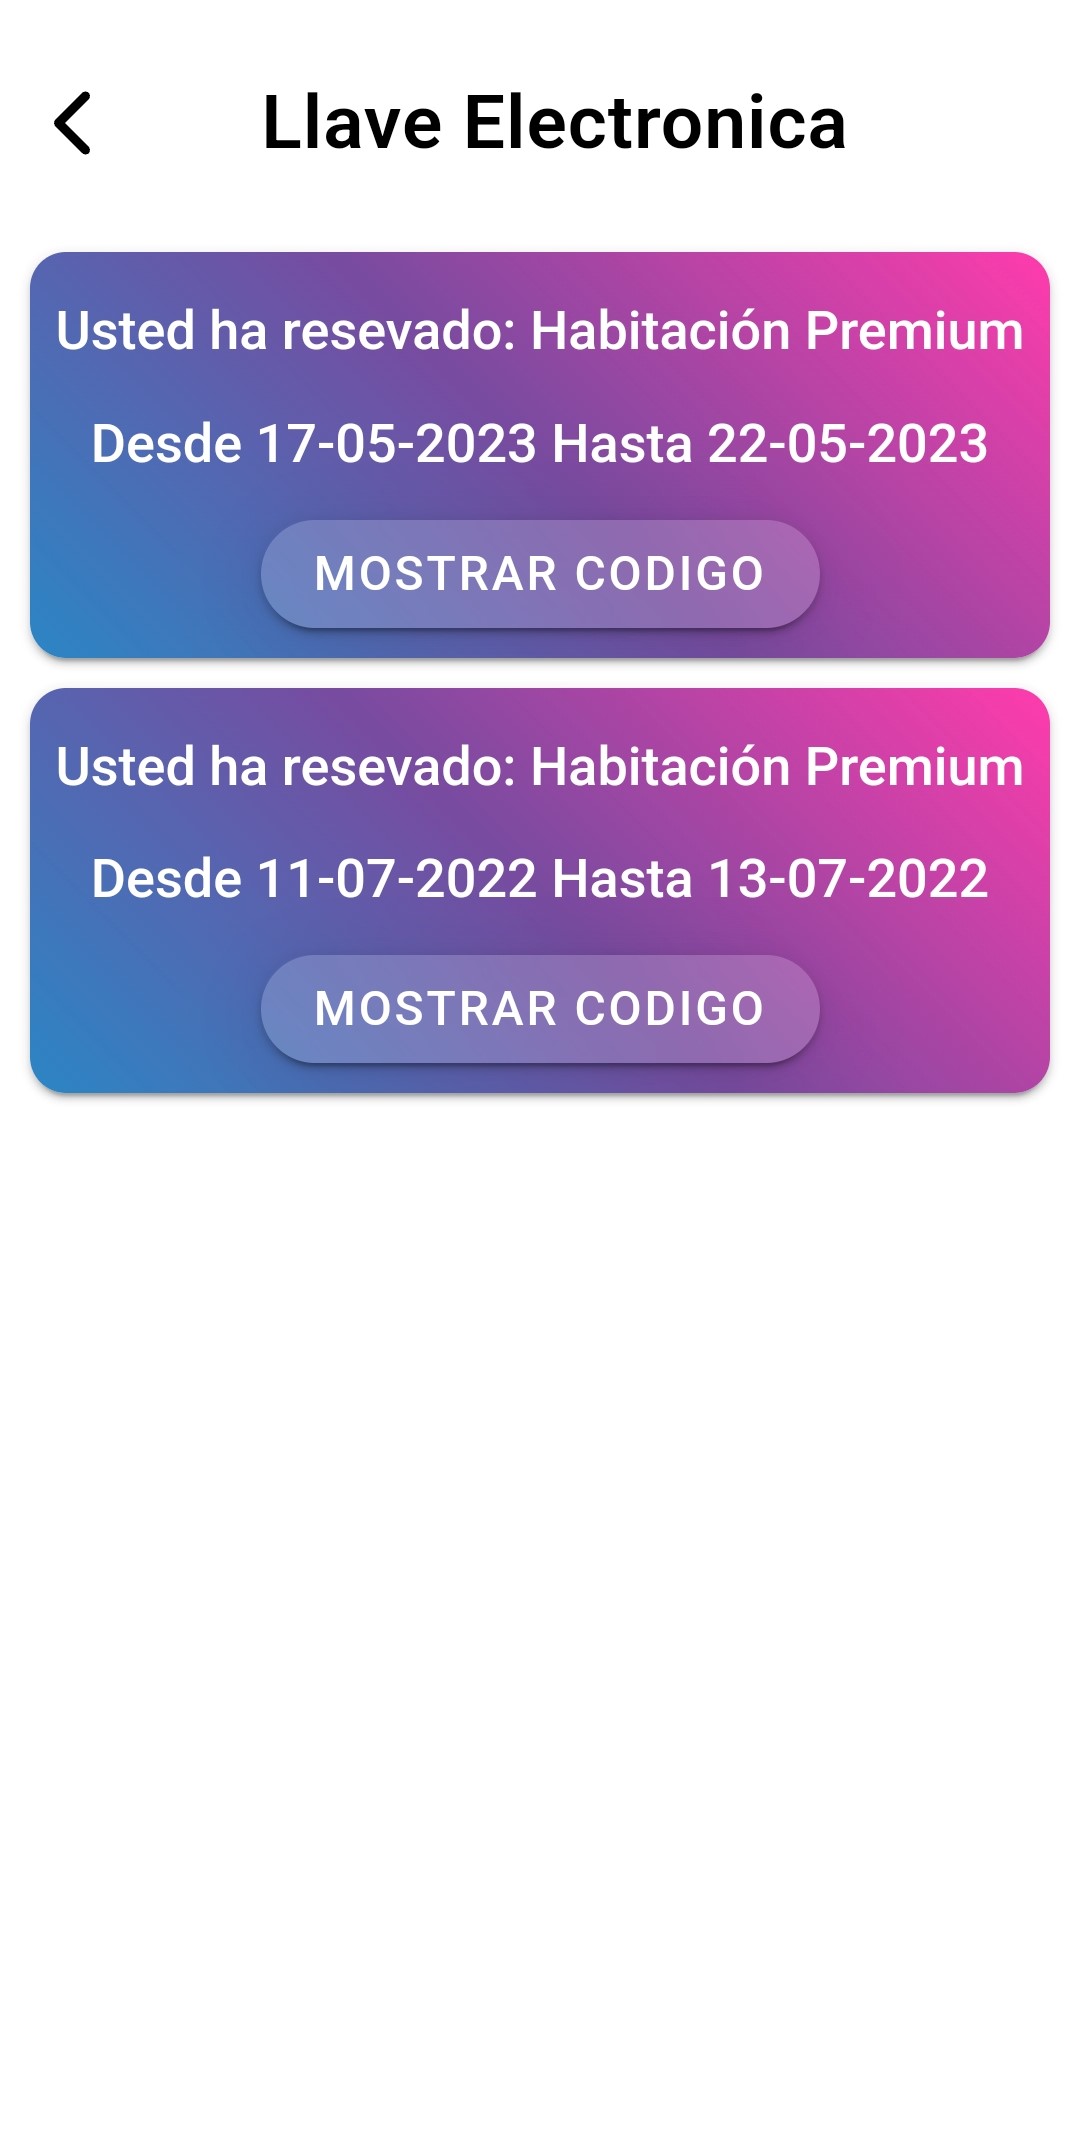 Llave Electronica
Usted ha resevado: Habitación Premium
Desde 17-05-2023 Hasta 22-05-2023
MOSTRAR CODIGO
Usted ha resevado: Habitación Premium
Desde 11-07-2022 Hasta 13-07-2022
MOSTRAR CODIGO